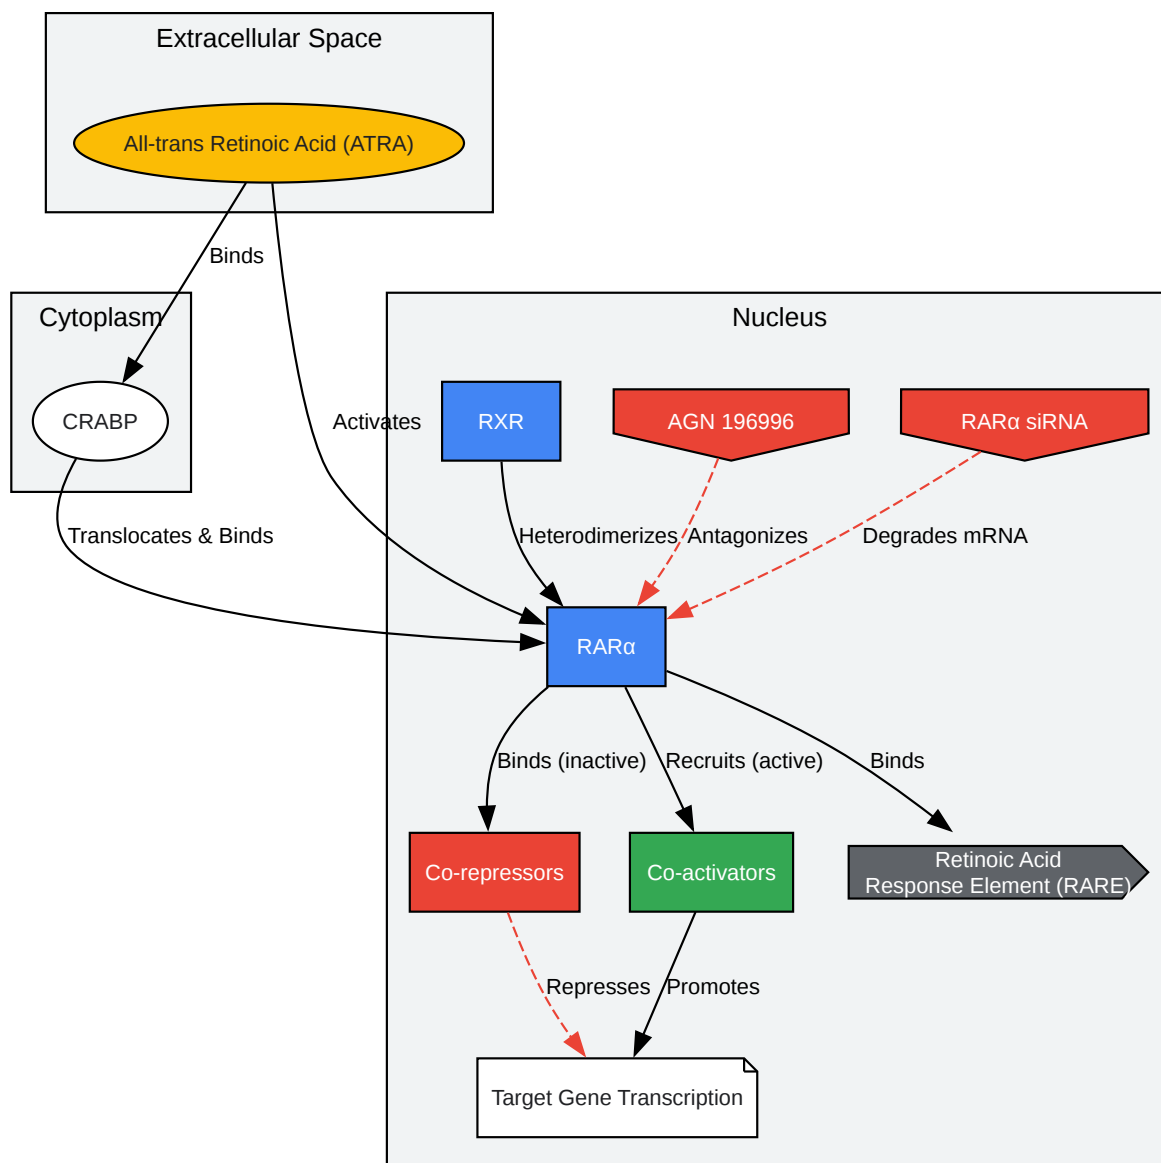 Extracellular Space
All-trans Retinoic Acid (ATRA)
Binds
Cytoplasm
Nucleus
CRABP
Activates
RXR
AGN 196996
RARα siRNA
Translocates & Binds
Heterodimerizes
Antagonizes
Degrades mRNA
RARα
Binds (inactive)
Recruits (active)
Binds
Co-repressors
Co-activators
Retinoic Acid
Response Element (RARE)
Represses
Promotes
Target Gene Transcription